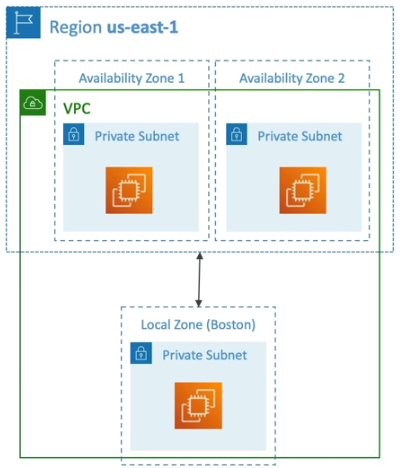 Region us-east-1
Availability Zone 1
Availability Zone 2
VPC
Private Subnet
Private Subnet
Local Zone (Boston)
Private Subnet